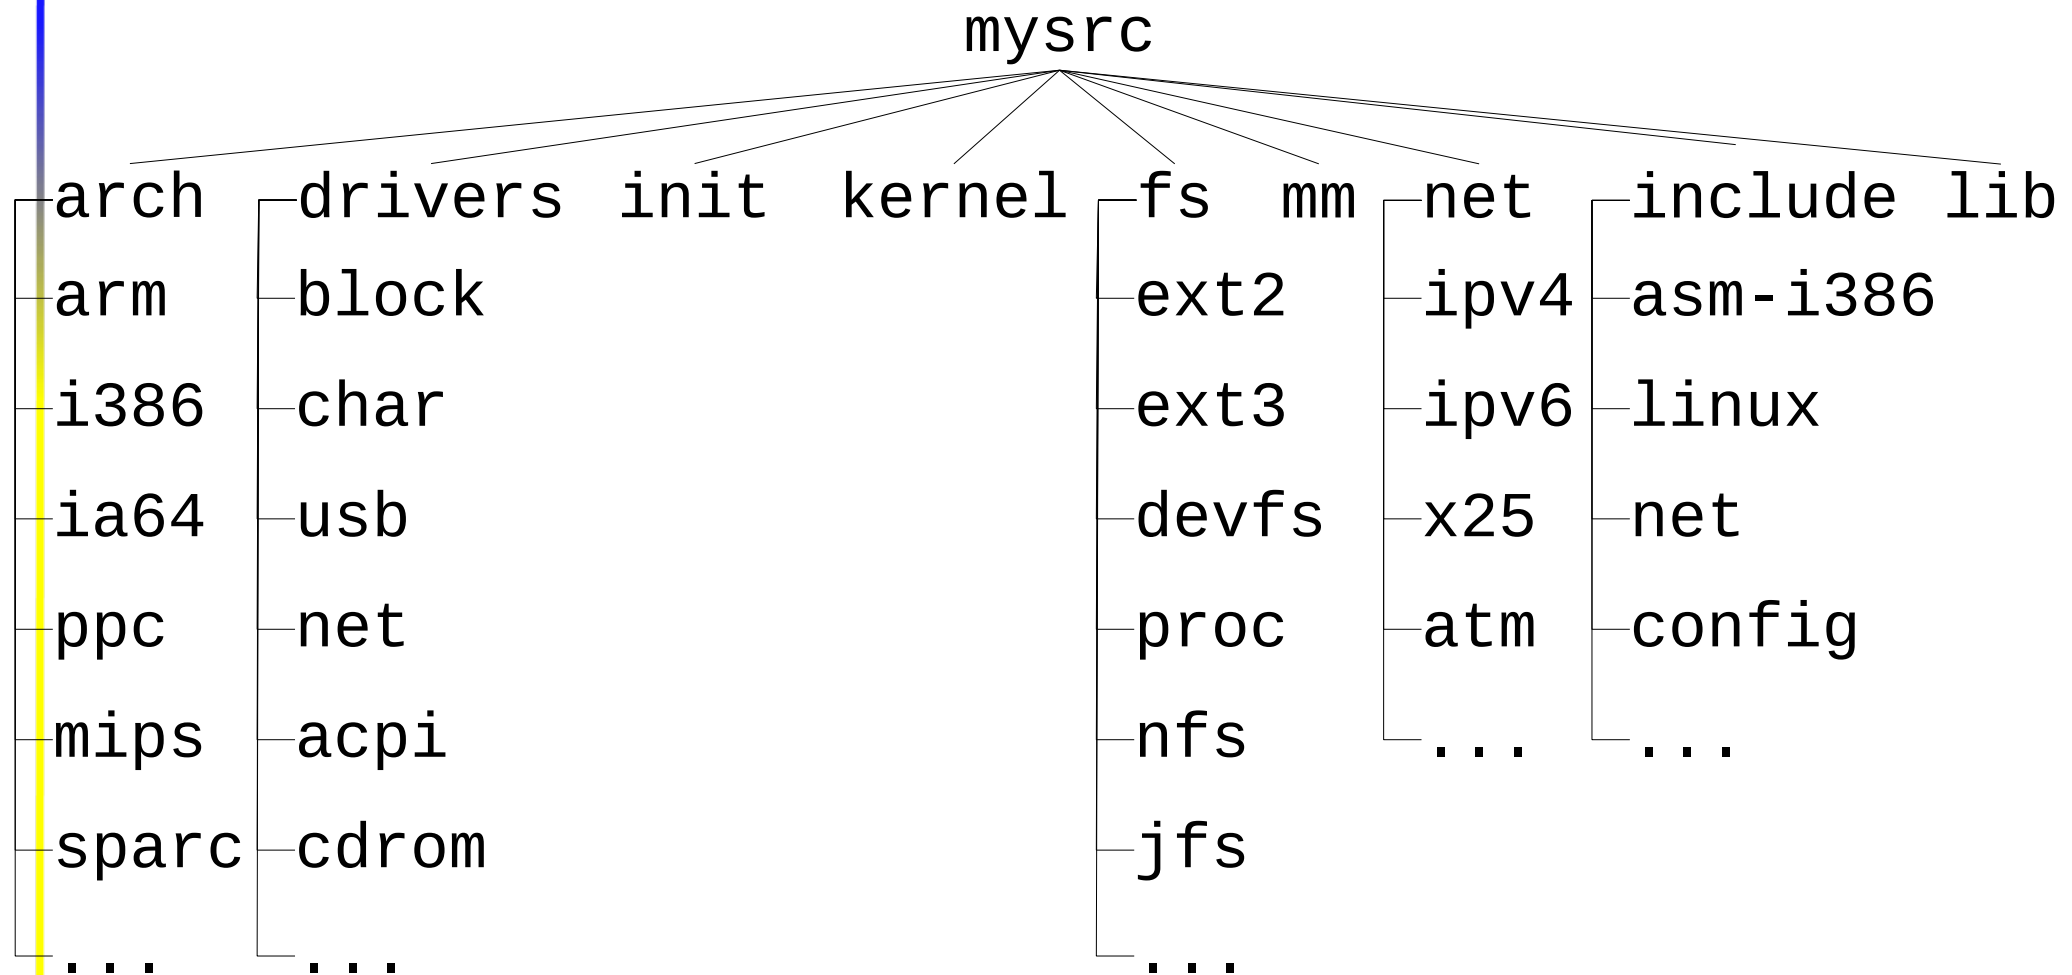 mysrc
arch drivers init kernel fs mm net include lib
arm block ext2 ipv4 asm-i386
i386 char ext3 ipv6 linux
ia64 usb devfs x25 net
ppc net proc atm config
mips acpi nfs ... ...
sparc cdrom jfs
... ... ...